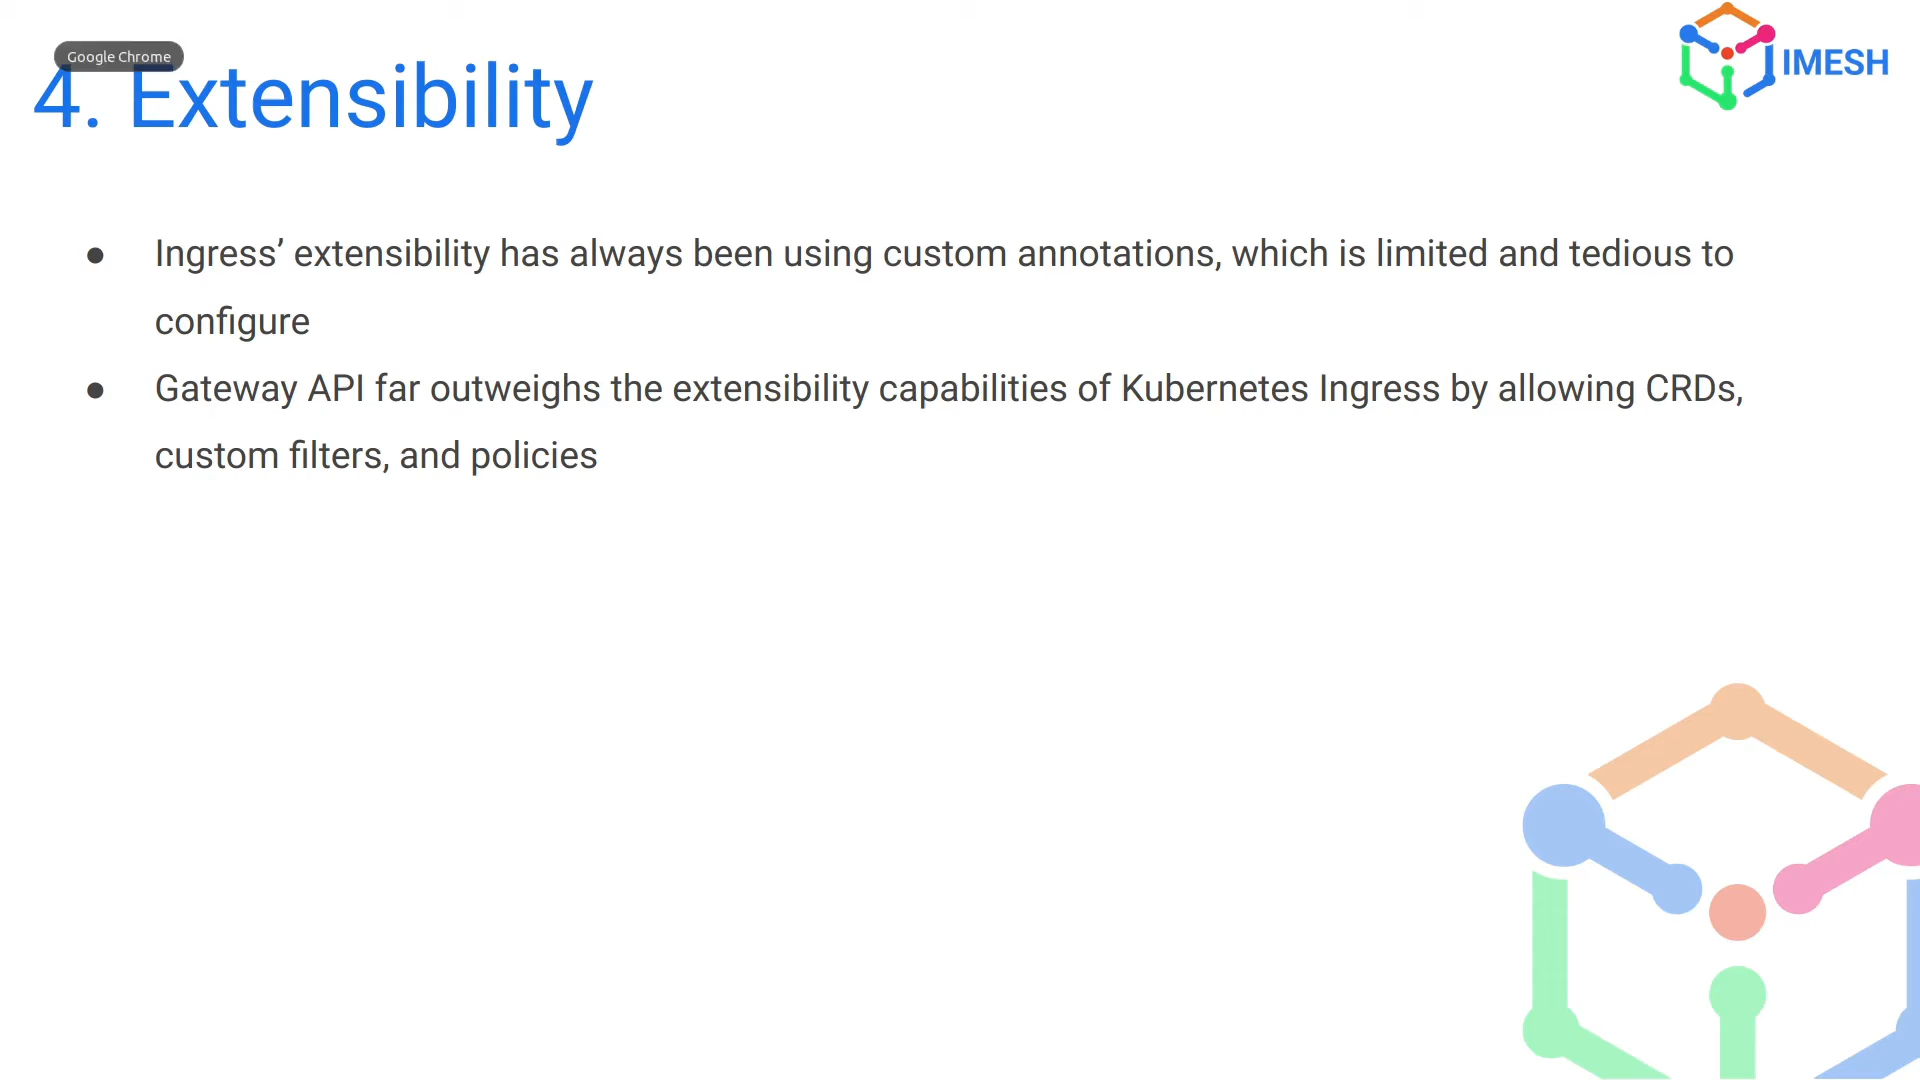 Google Chrome
4. Extensibility
IMESH
● Ingress’ extensibility has always been using custom annotations, which is limited and tedious to
configure
● Gateway API far outweighs the extensibility capabilities of Kubernetes Ingress by allowing CRDs,
custom filters, and policies